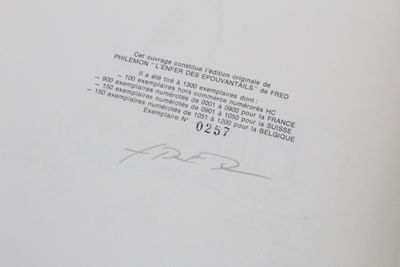 Cet ouvrage constitue l'édition originale de
PHILEMON "L'ENFER DES EPOUVANTAILS" de FRED
Il a été tiré à 1300 exemplaires dont :
- 100 exemplaires hors commerce numérotés HC
- 900 exemplaires numérotés de 0001 à 0900 pour la FRANCE
- 150 exemplaires numérotés de 0901 à 1050 pour la SUISSE
- 150 exemplaires numérotés de 1051 à 1200 pour la BELGIQUE
Exemplaire N° 0257
FRED